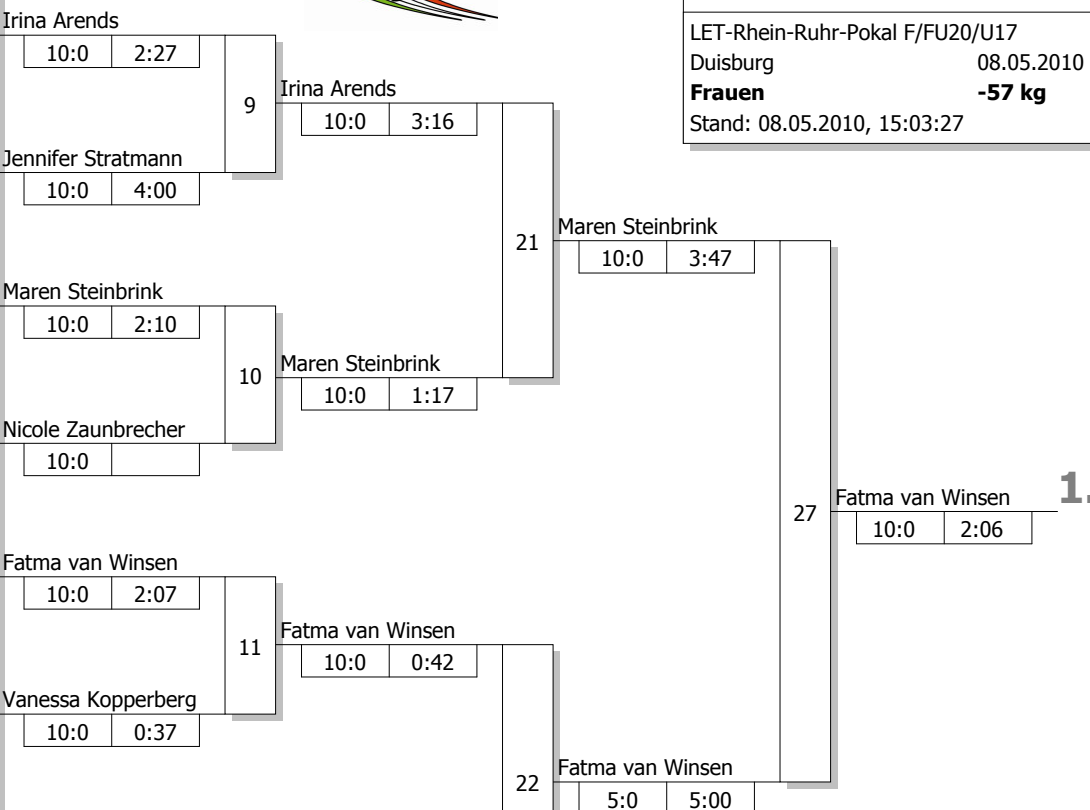 LET-Rhein-Ruhr-Pokal F/FU20/U17
Duisburg 08.05.2010
Frauen -57 kg
Stand: 08.05.2010, 15:03:27
Irina Arends
10:0 2:27
9
Irina Arends
10:0 3:16
Jennifer Stratmann
10:0 4:00
21
Maren Steinbrink
10:0 3:47
Maren Steinbrink
10:0 2:10
10
Maren Steinbrink
10:0 1:17
Nicole Zaunbrecher
10:0
27
Fatma van Winsen 1.
10:0 2:06
Fatma van Winsen
10:0 2:07
11
Fatma van Winsen
10:0 0:42
Vanessa Kopperberg
10:0 0:37
22
Fatma van Winsen
5:0 5:00